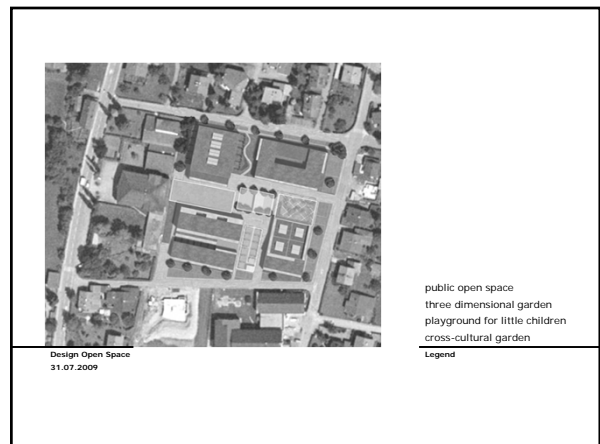 public open space
three dimensional garden
playground for little children
cross-cultural garden
Design Open Space
31.07.2009
Legend